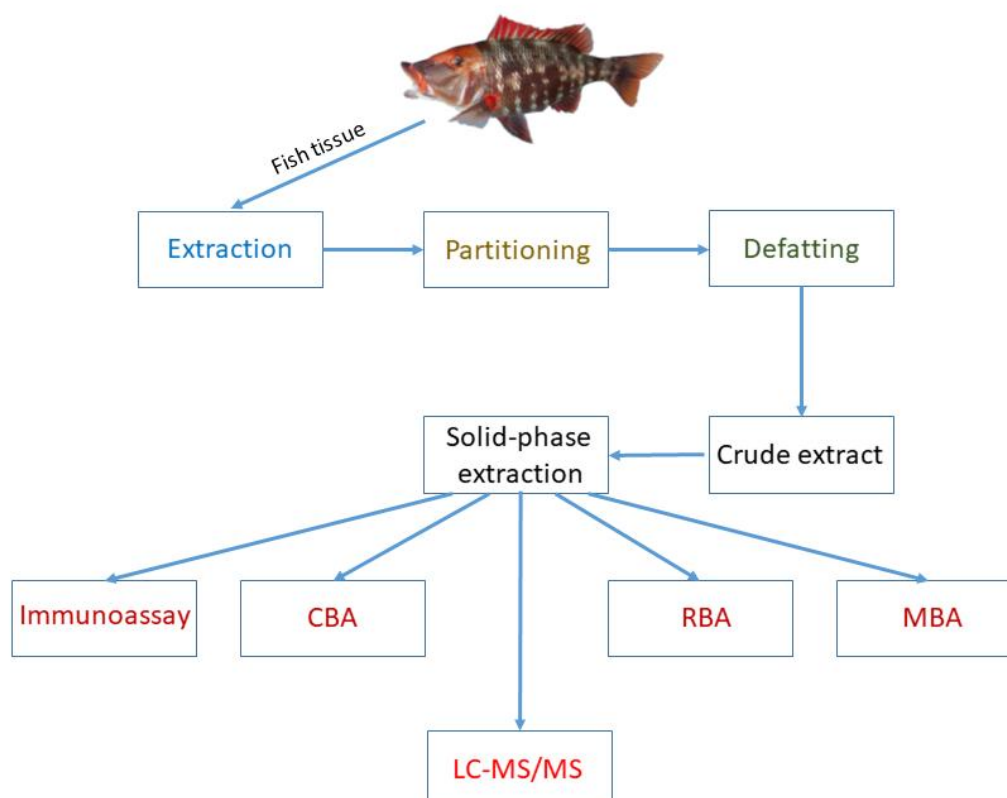 Fish tissue
Extraction
Partitioning
Defatting
Solid-phase
extraction
Crude extract
Immunoassay
CBA
RBA
MBA
LC-MS/MS